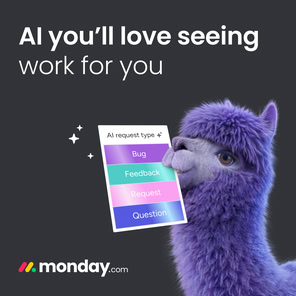 AI you'll love seeing
work for you
AI request type
Bug
Feedback
Request
Question
monday.com